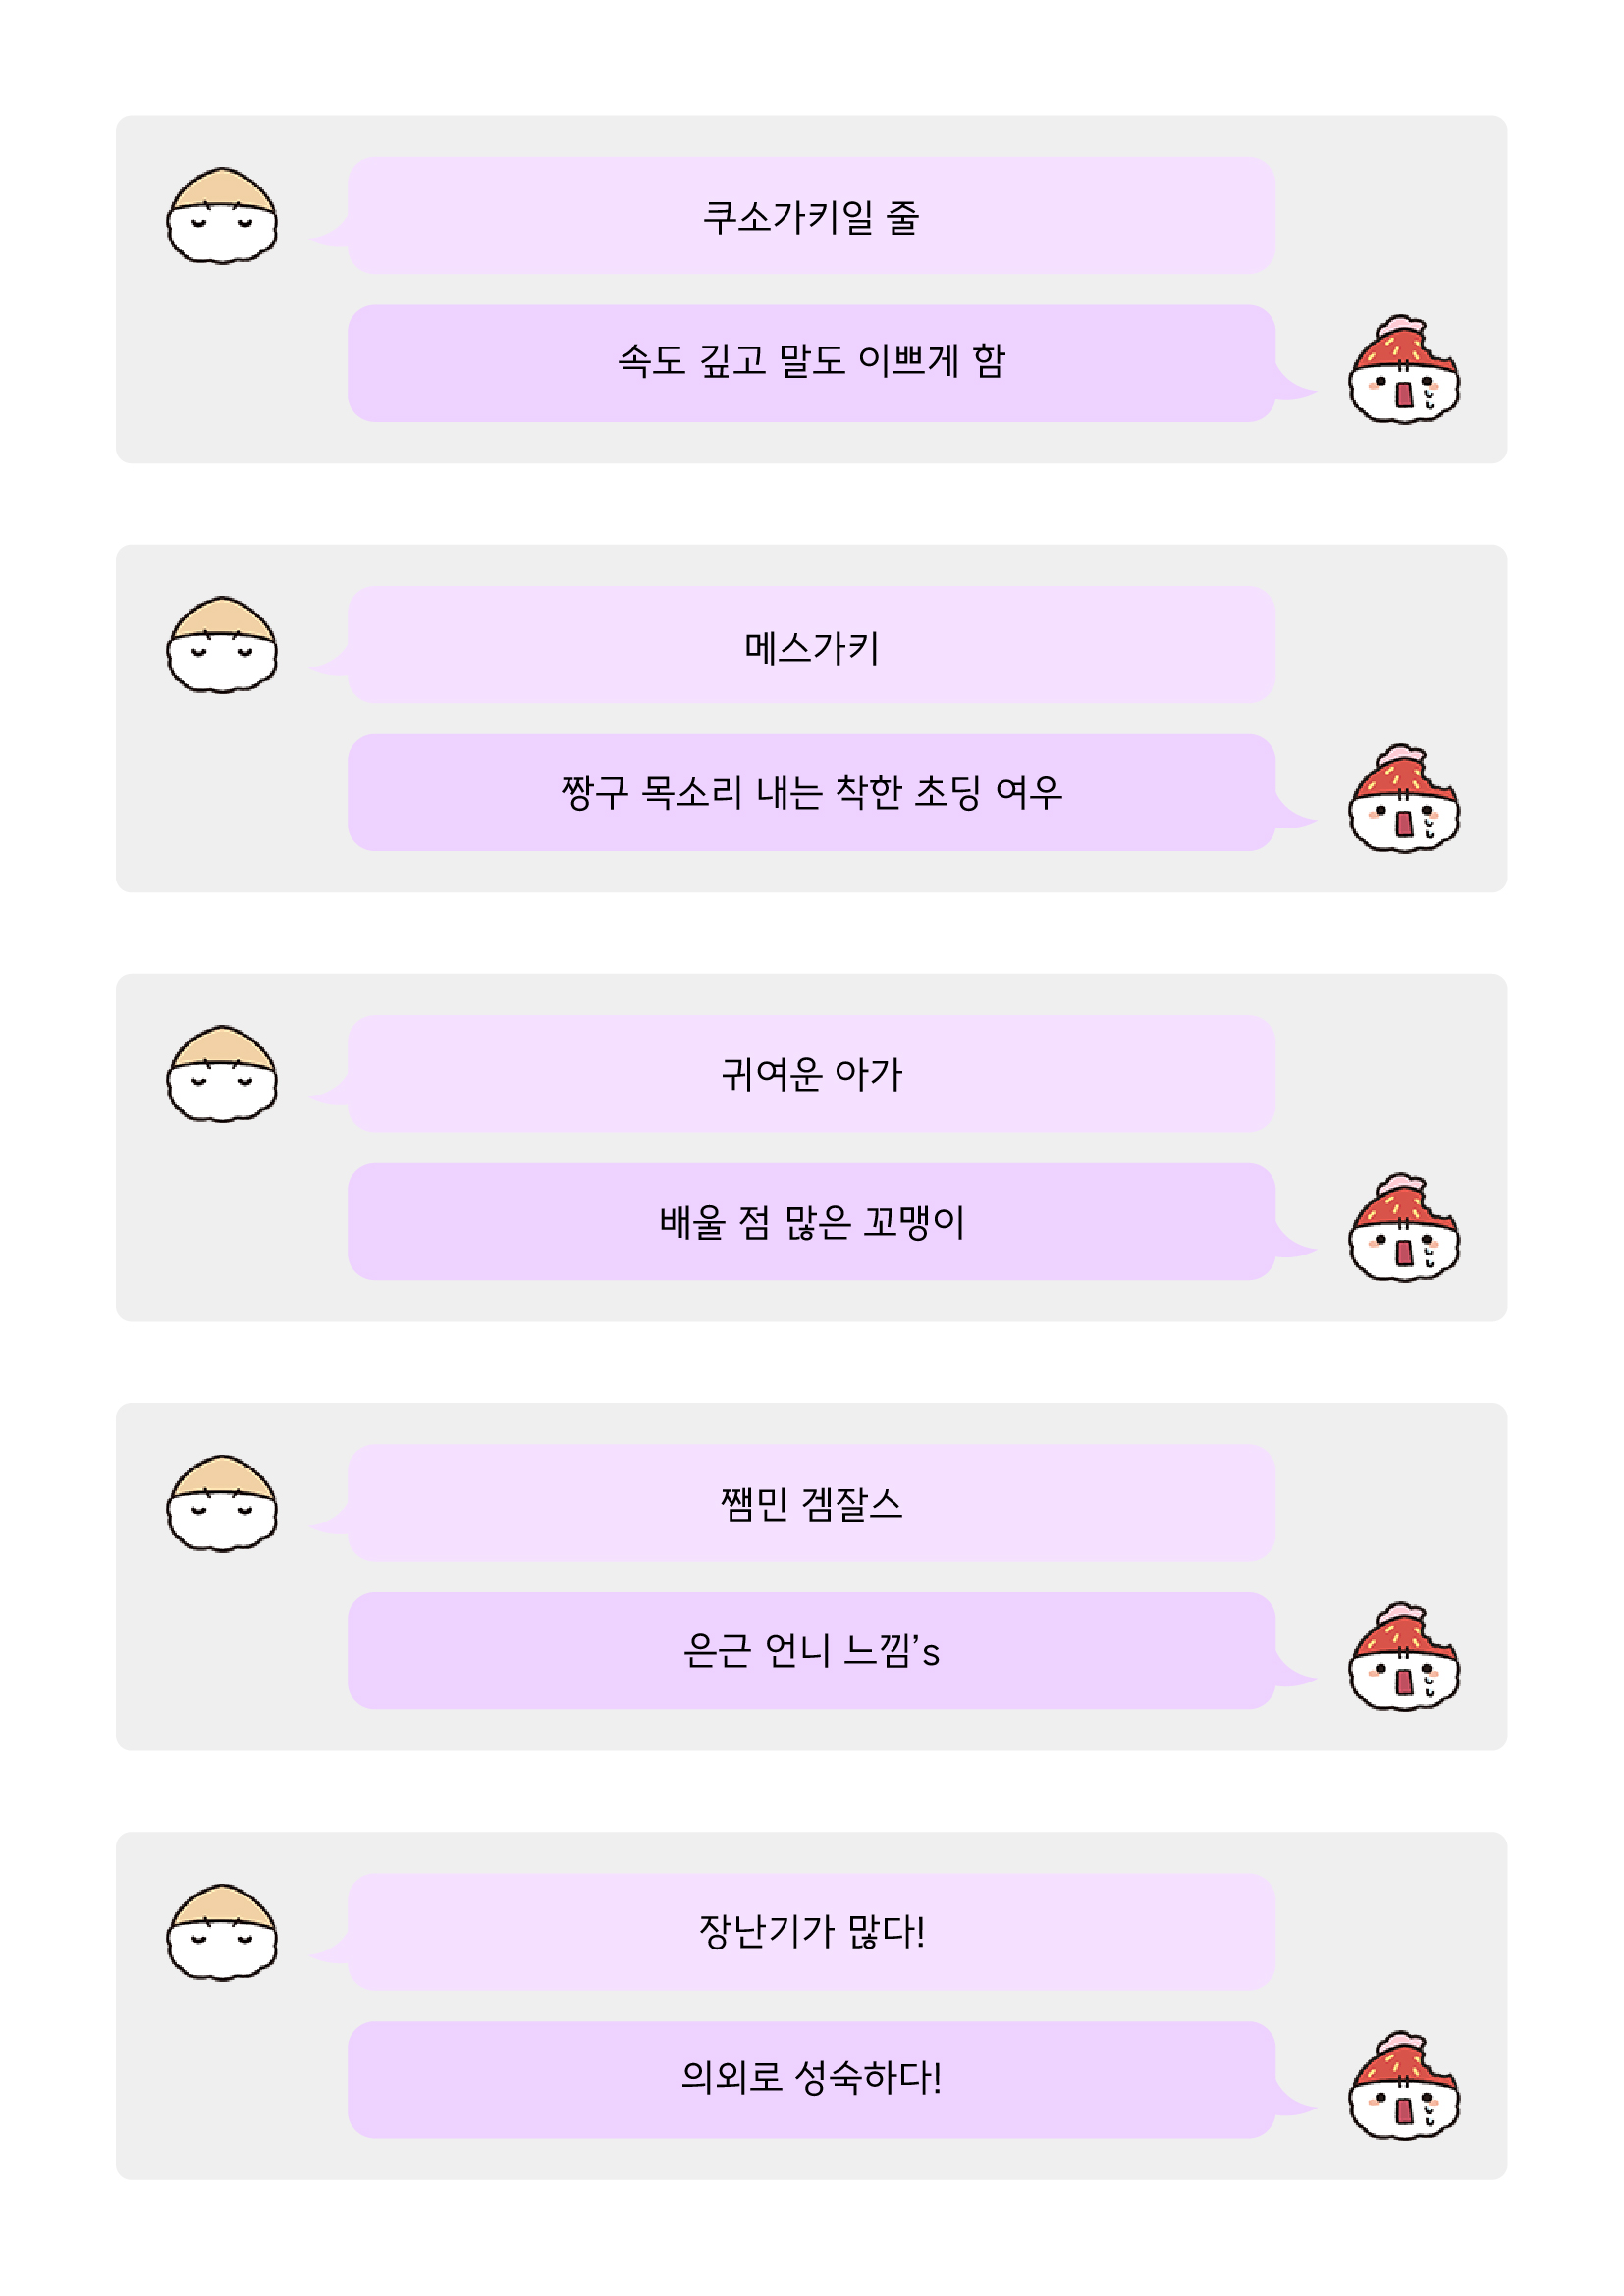 쿠소가키일 줄
속도 깊고 말도 이쁘게 함
메스가키
짱구 목소리 내는 착한 초딩 여우
귀여운 아가
배울 점 많은 꼬맹이
쨈민 겜잘스
은근 언니 느낌's
장난기가 많다!
의외로 성숙하다!